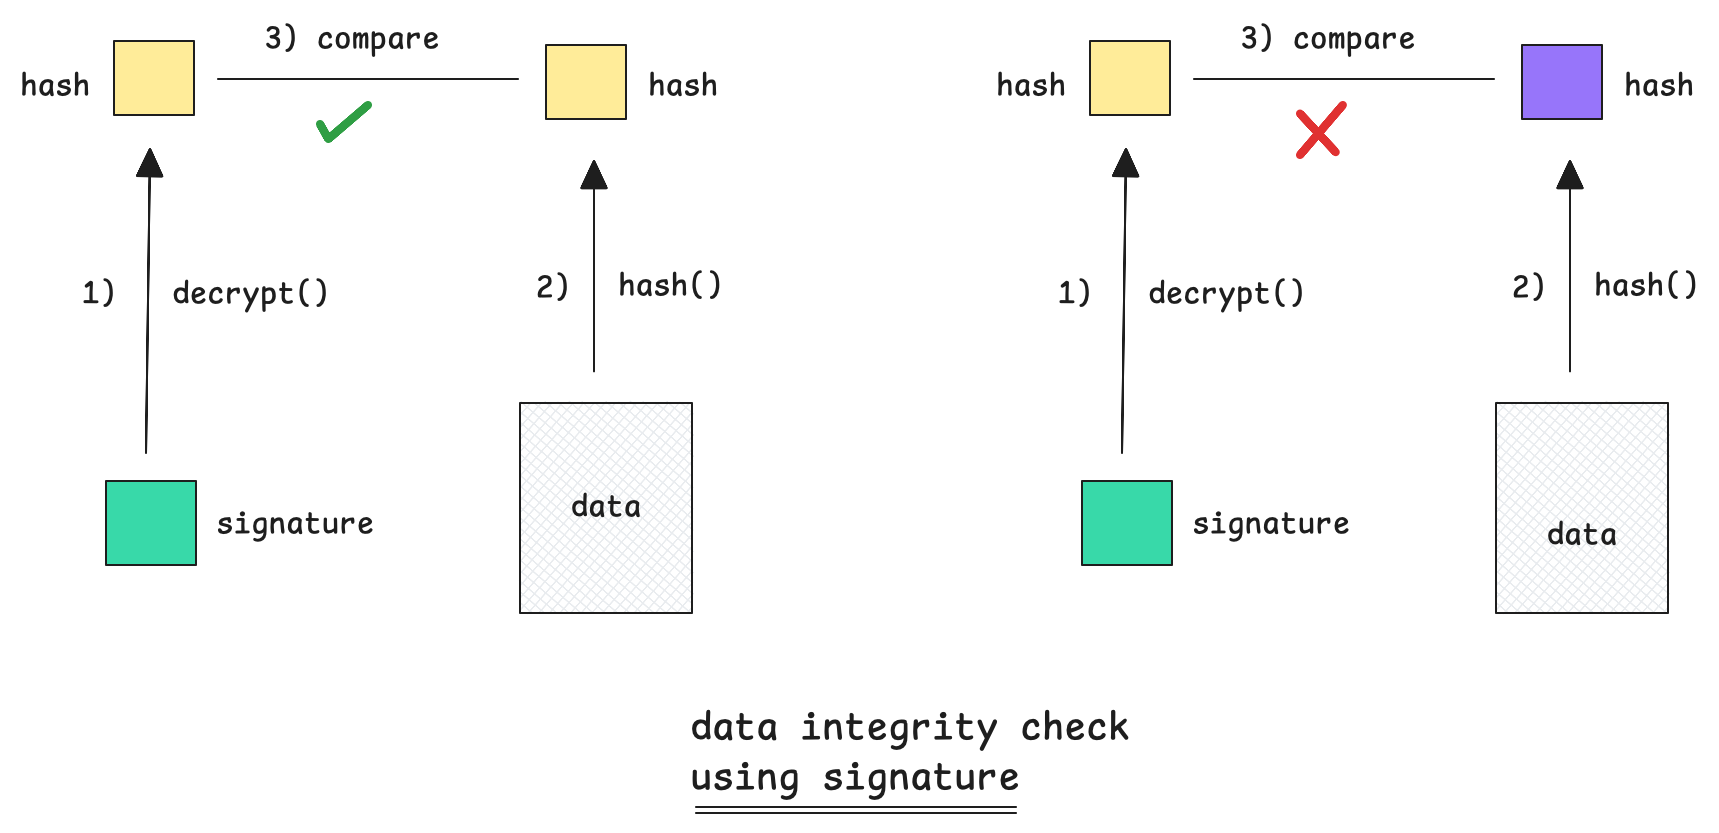 3) compare
hash
hash
1)
decrypt()
2)
hash()
signature
data
3) compare
hash
hash
1)
decrypt()
2)
hash()
signature
data
data integrity check
using signature